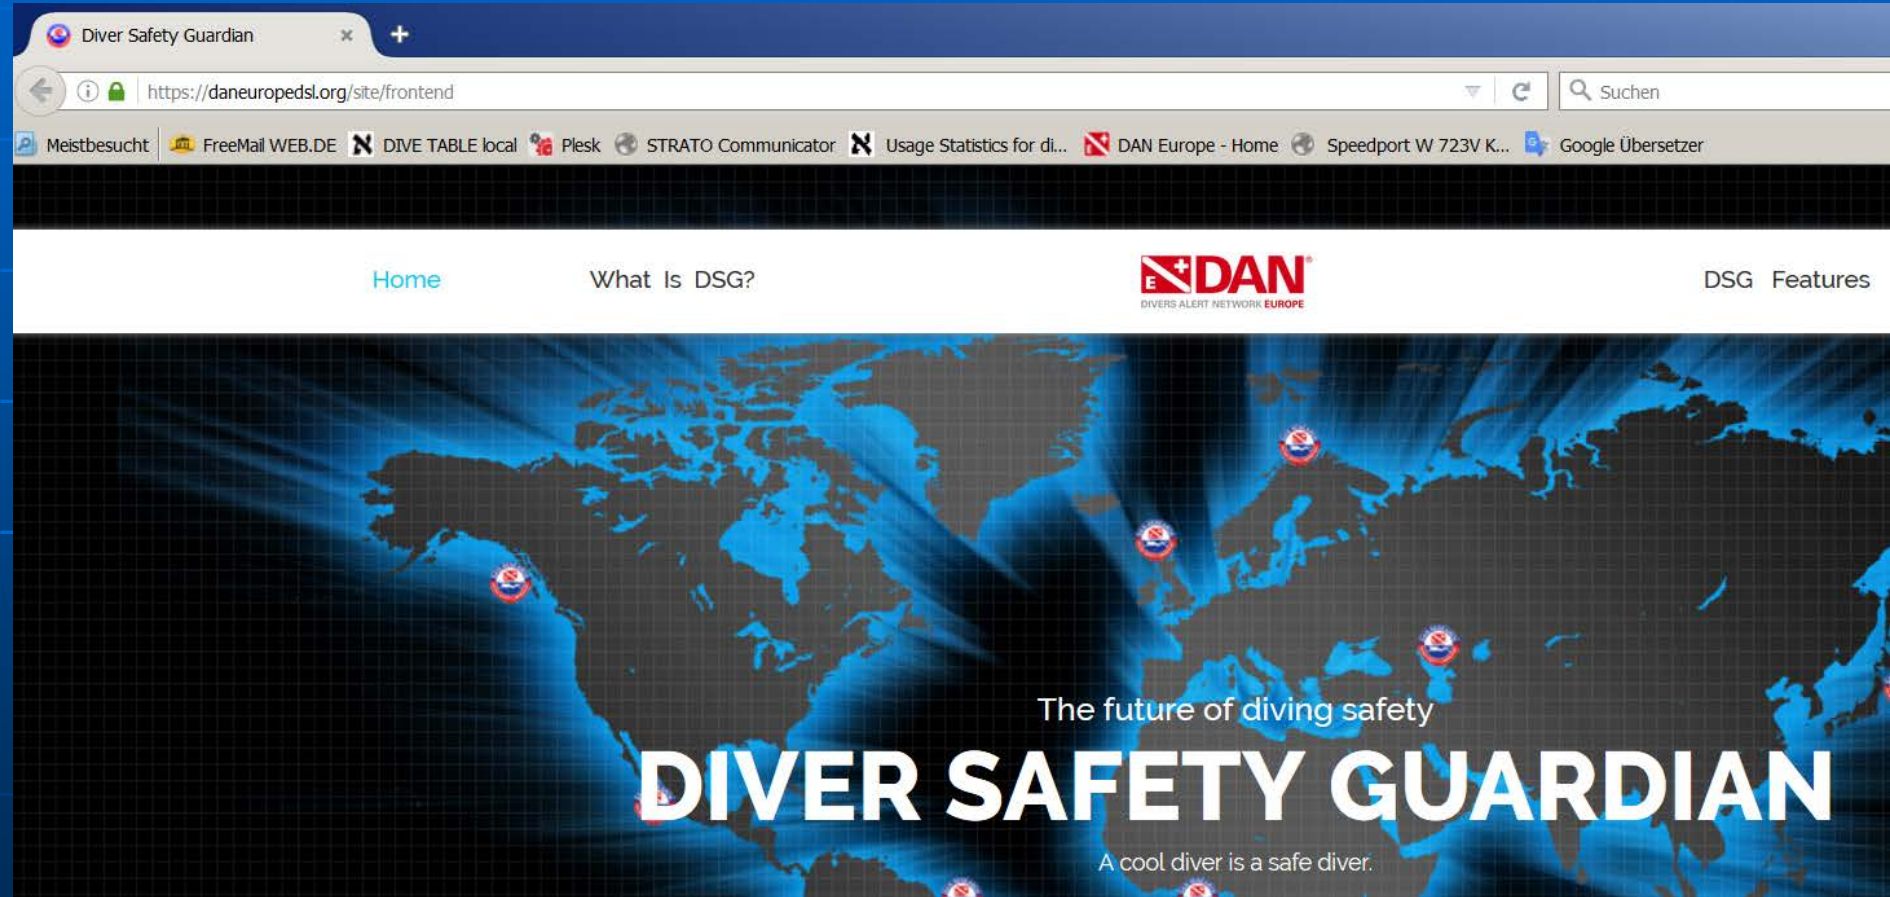 Diver Safety Guardian
https://daneuropedsl.org/site/frontend
Suchen
Meistbesucht FreeMail WEB.DE DIVE TABLE local Plesk STRATO Communicator Usage Statistics for di... DAN Europe - Home Speedport W 723V K... Google Übersetzer
Home What Is DSG? DSG Features
E DAN®
DIVERS ALERT NETWORK EUROPE
The future of diving safety
DIVER SAFETY GUARDIAN
A cool diver is a safe diver.